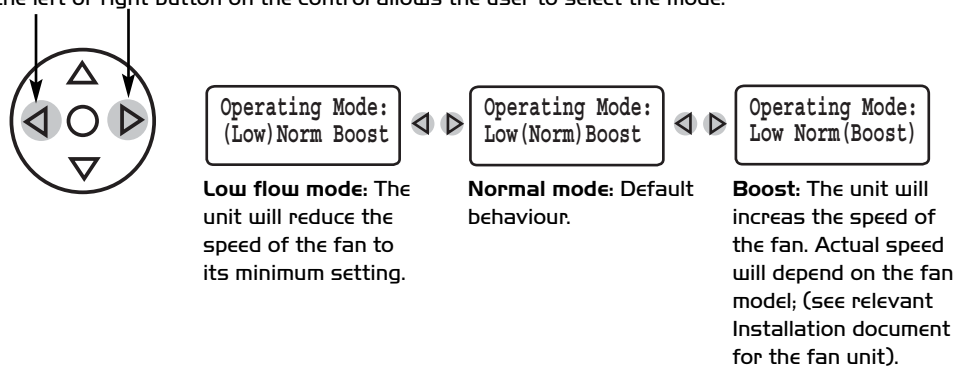 the left or right button on the control allows the user to select the mode.
Operating Mode:
(Low)Norm Boost
Operating Mode:
Low(Norm)Boost
Operating Mode:
Low Norm(Boost)
Low flow mode: The
unit will reduce the
speed of the fan to
its minimum setting.
Normal mode: Default
behaviour.
Boost: The unit will
increas the speed of
the fan. Actual speed
will depend on the fan
model; (see relevant
Installation document
for the fan unit).